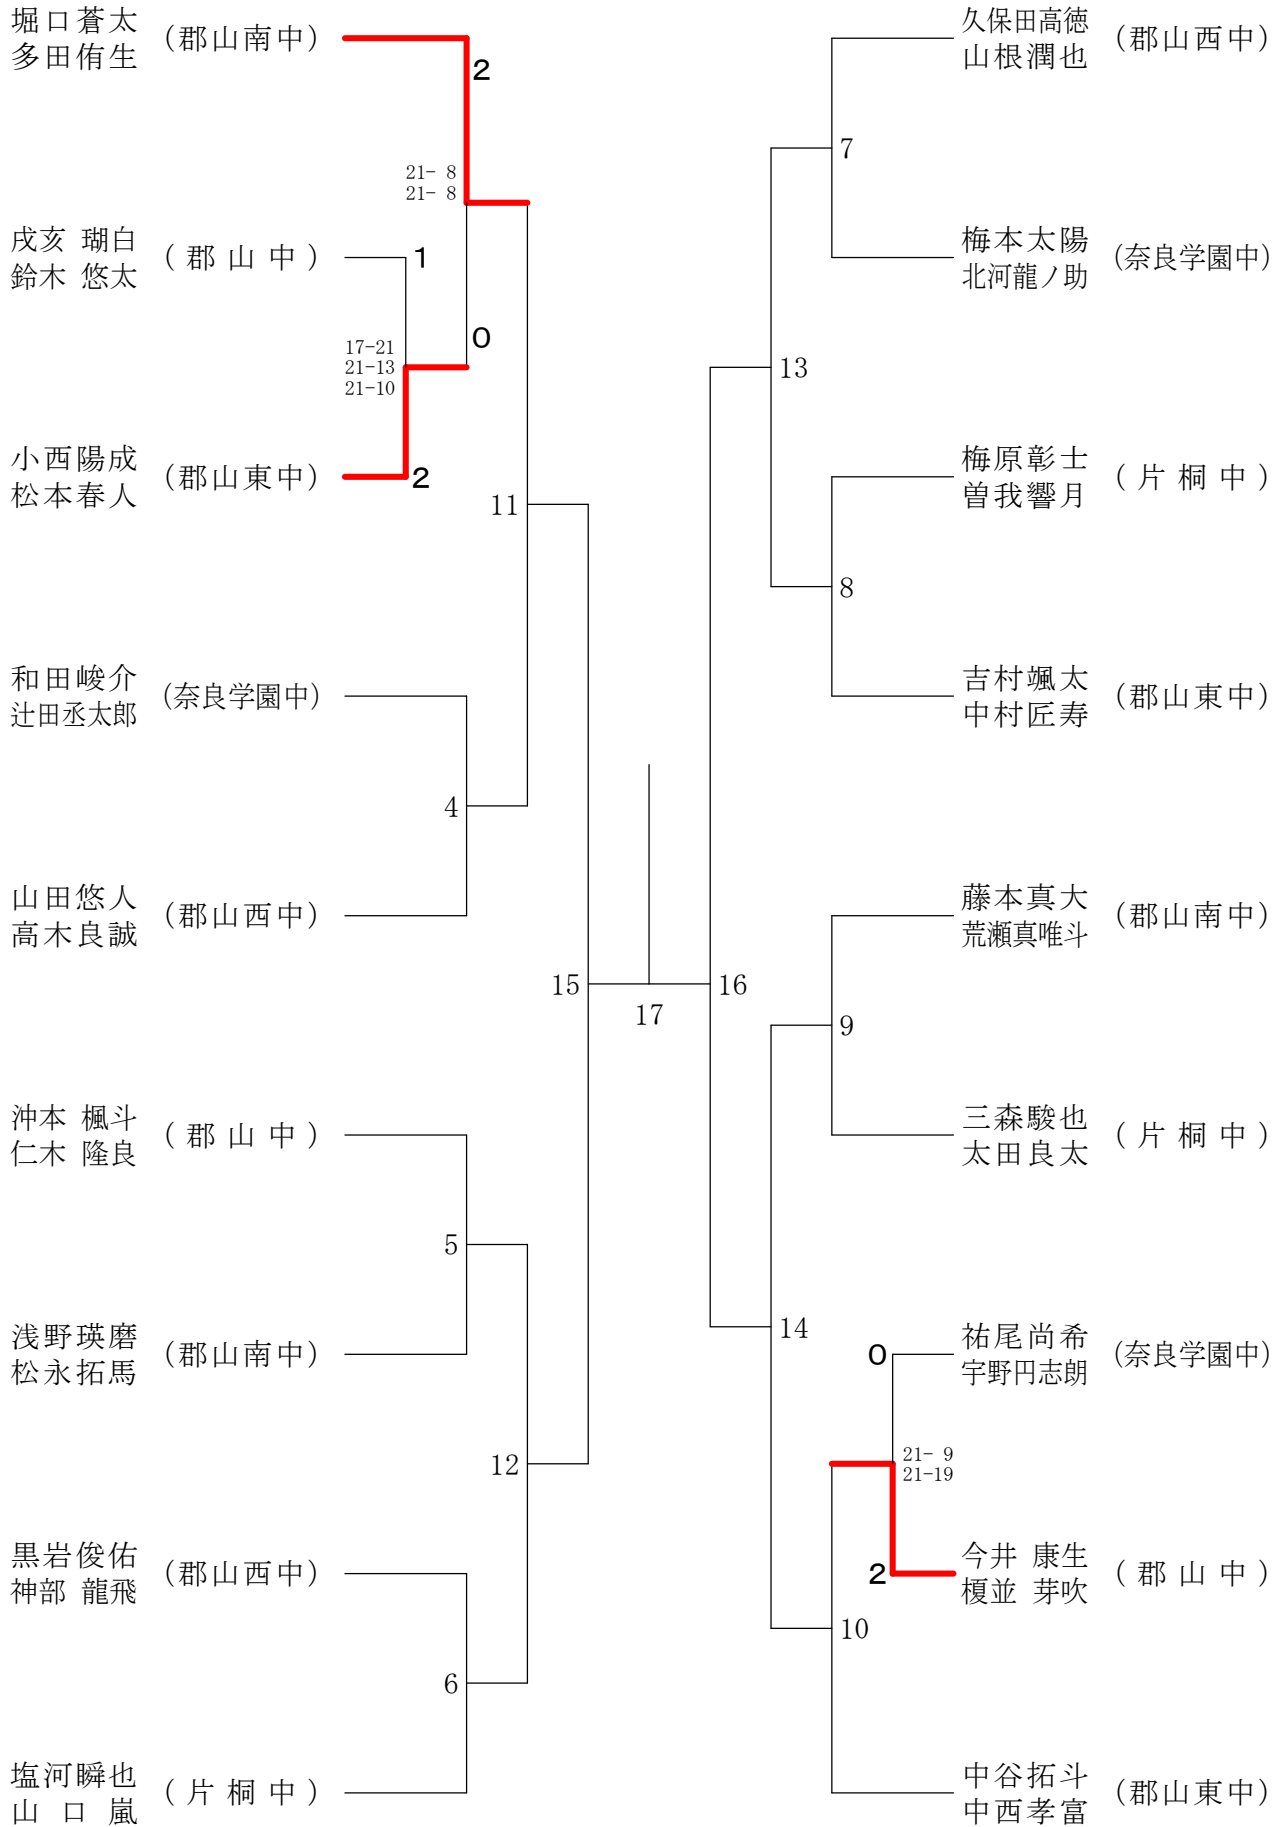 堀口蒼太
多田侑生
(郡山南中)
2
21- 8
21- 8
戌亥 瑚白
鈴木 悠太
(郡山中)
1
0
17-21
21-13
21-10
小西陽成
松本春人
(郡山東中)
2
11
和田峻介
辻田丞太郎
(奈良学園中)
4
山田悠人
高木良誠
(郡山西中)
15
17
沖本 楓斗
仁木 隆良
(郡山中)
5
浅野瑛磨
松永拓馬
(郡山南中)
12
黒岩俊佑
神部 龍飛
(郡山西中)
6
塩河瞬也
山口嵐
(片桐中)
久保田高徳
山根潤也
(郡山西中)
7
梅本太陽
北河龍ノ助
(奈良学園中)
13
梅原彰士
曽我響月
(片桐中)
8
吉村颯太
中村匠寿
(郡山東中)
藤本真大
荒瀬真唯斗
(郡山南中)
16
9
三森駿也
太田良太
(片桐中)
14
祐尾尚希
宇野円志朗
(奈良学園中)
0
21- 9
21-19
今井 康生
榎並 芽吹
(郡山中)
2
10
中谷拓斗
中西孝富
(郡山東中)